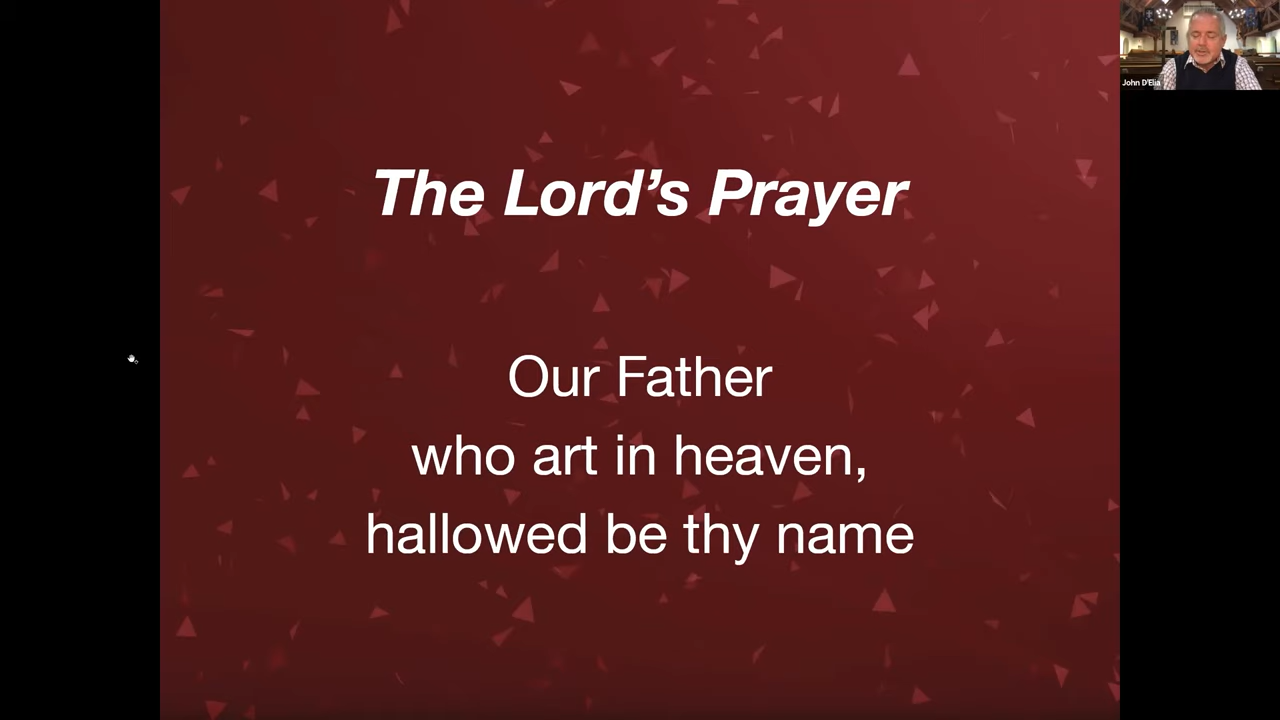 The Lord’s Prayer
Our Father
who art in heaven,
hallowed be thy name
John D'Elia